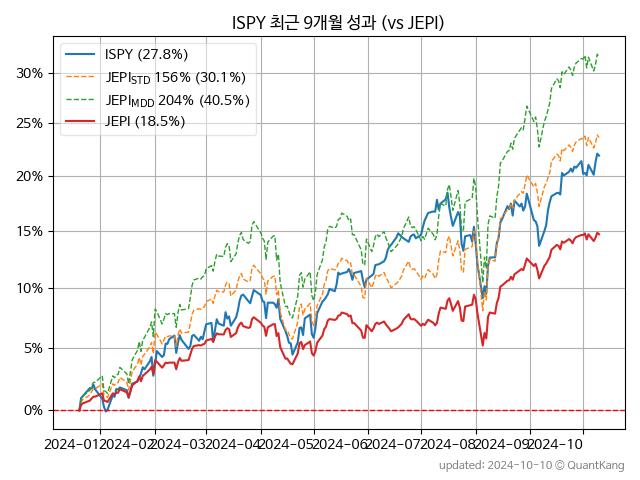 ISPY 최근 9개월 성과 (vs JEPI)
ISPY (27.8%)
JEPI_STD 156% (30.1%)
JEPI_MDD 204% (40.5%)
JEPI (18.5%)
30%
25%
20%
15%
10%
5%
0%
2024-01 2024-02 2024-03 2024-04 2024-05 2024-06 2024-07 2024-08 2024-09 2024-10
updated: 2024-10-10 © QuantKang